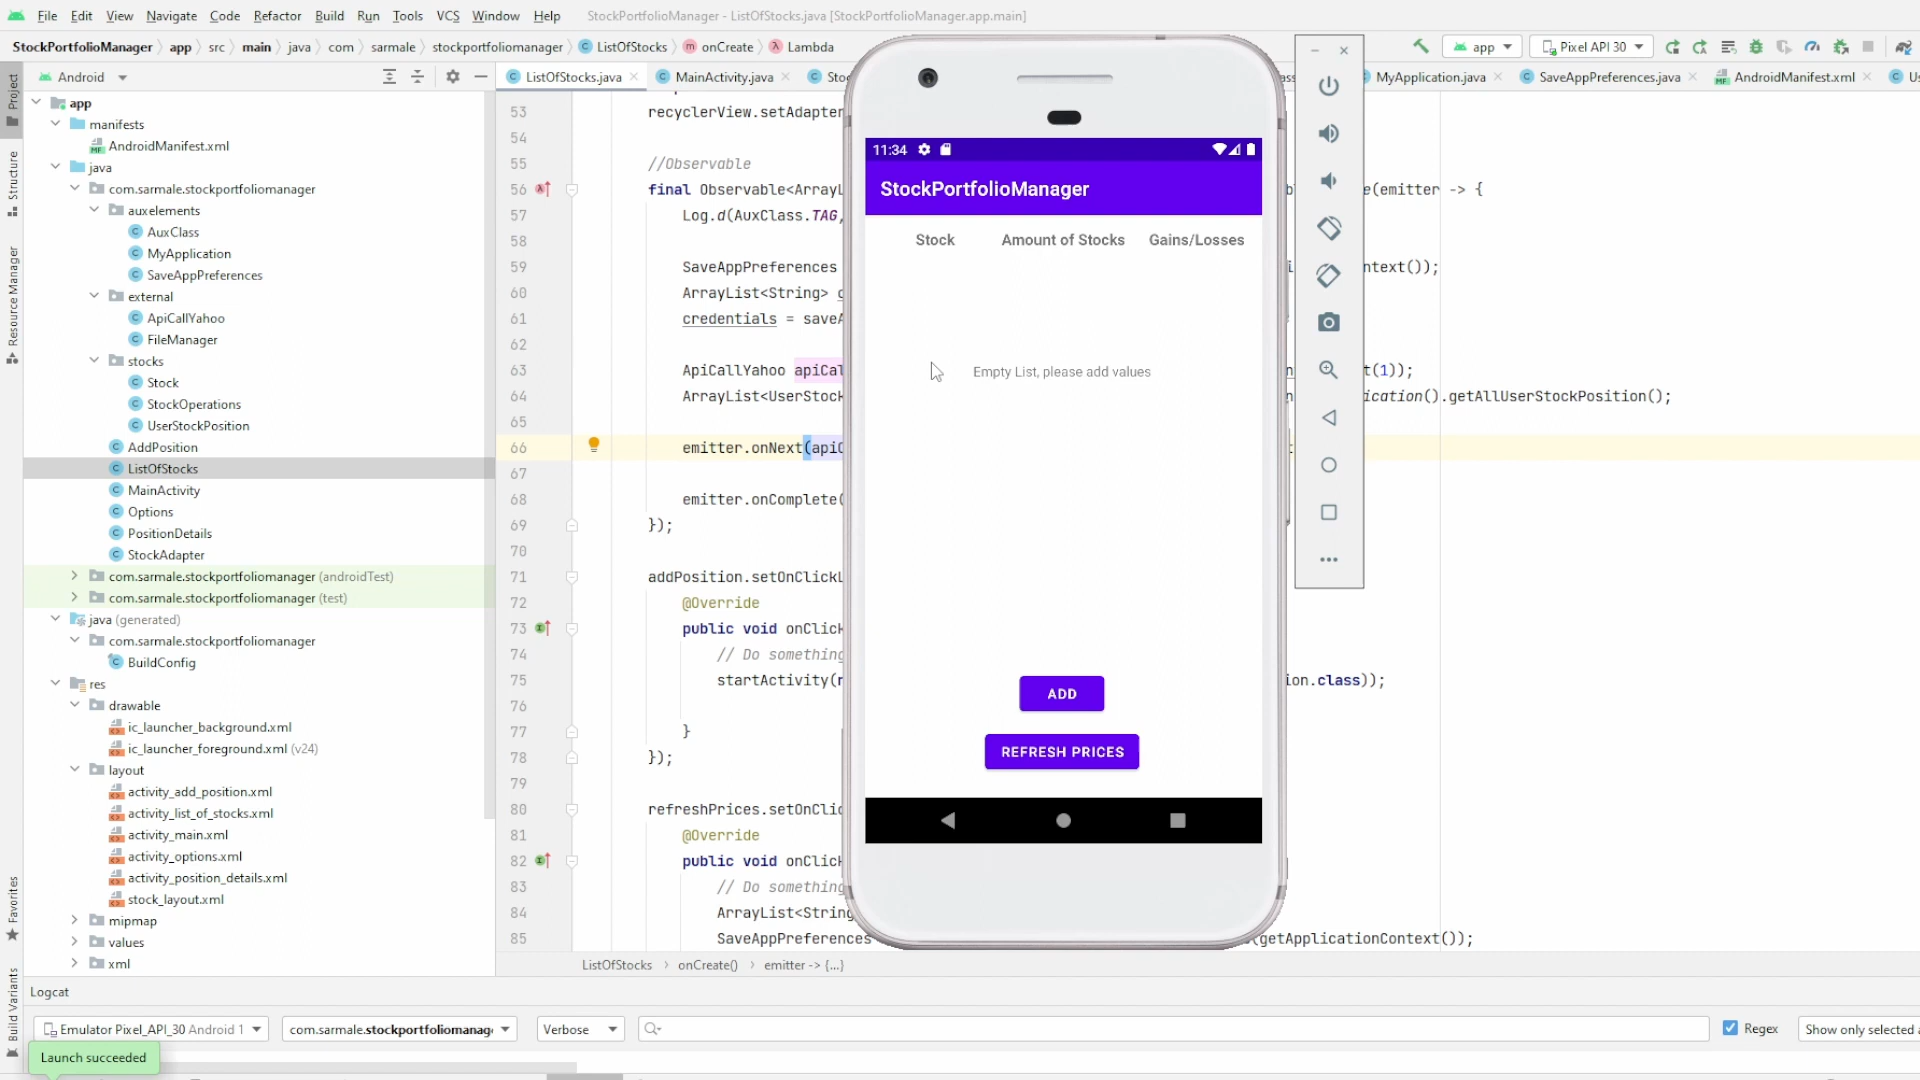 File Edit View Navigate Code Refactor Build Run Tools VCS Window Help StockPortfolioManager - ListOfStocks.java [StockPortfolioManager.app.main]
StockPortfolioManager app src main java com sarmale stockportfoliomanager ListOfStocks onCreate Lambda
app Pixel API 30
Android
ListOfStocks.java MainActivity.java Stoc
MyApplication.java SaveAppPreferences.java AndroidManifest.xml
Project
Structure
Resource Manager
Favorites
Build Variants
app
manifests
AndroidManifest.xml
java
com.sarmale.stockportfoliomanager
auxelements
AuxClass
MyApplication
SaveAppPreferences
external
ApiCallYahoo
FileManager
stocks
Stock
StockOperations
UserStockPosition
AddPosition
ListOfStocks
MainActivity
Options
PositionDetails
StockAdapter
com.sarmale.stockportfoliomanager (androidTest)
com.sarmale.stockportfoliomanager (test)
java (generated)
com.sarmale.stockportfoliomanager
BuildConfig
res
drawable
ic_launcher_background.xml
ic_launcher_foreground.xml (v24)
layout
activity_add_position.xml
activity_list_of_stocks.xml
activity_main.xml
activity_options.xml
activity_position_details.xml
stock_layout.xml
mipmap
values
xml
53 recyclerView.setAdapter
54
55 //Observable
56 final Observable<ArrayL e(emitter -> {
57 Log.d(AuxClass.TAG,
58
59 SaveAppPreferences ntext());
60 ArrayList<String>
61 credentials = saveA
62
63 ApiCallYahoo apiCal t(1));
64 ArrayList<UserStock ication().getAllUserStockPosition();
65
66 emitter.onNext(apiC
67
68 emitter.onComplete(
69 });
70
71 addPosition.setOnClickL
72 @Override
73 public void onClick
74 // Do something
75 startActivity(n ion.class));
76
77 }
78 });
79
80 refreshPrices.setOnClic
81 @Override
82 public void onClick
83 // Do something
84 ArrayList<String
85 SaveAppPreferences (getApplicationContext());
ListOfStocks onCreate() emitter -> {...}
11:34
StockPortfolioManager
Stock Amount of Stocks Gains/Losses
Empty List, please add values
ADD
REFRESH PRICES
Logcat
Emulator Pixel_API_30 Android 1 com.sarmale.stockportfoliomanag Verbose Regex Show only selected a
Launch succeeded